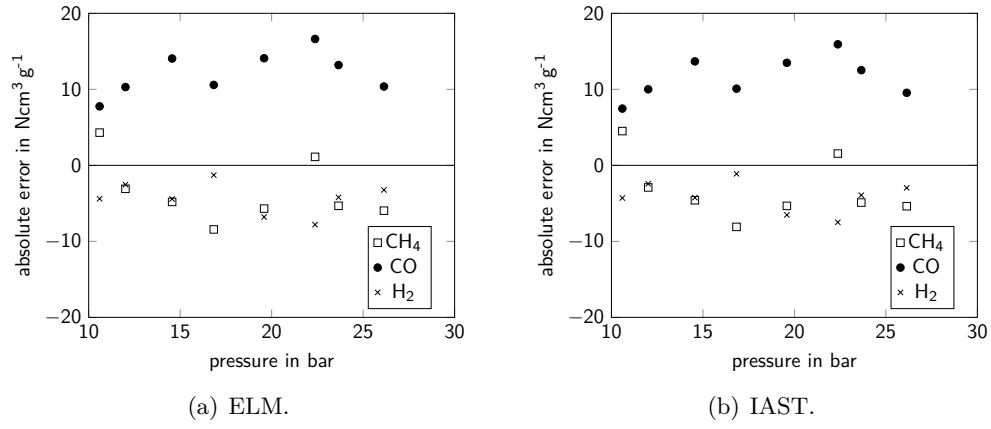 20
10
0
−10
−20
10 15 20 25 30
absolute error in Ncm³ g⁻¹
pressure in bar
CH₄
CO
H₂
(a) ELM.
20
10
0
−10
−20
10 15 20 25 30
absolute error in Ncm³ g⁻¹
pressure in bar
CH₄
CO
H₂
(b) IAST.